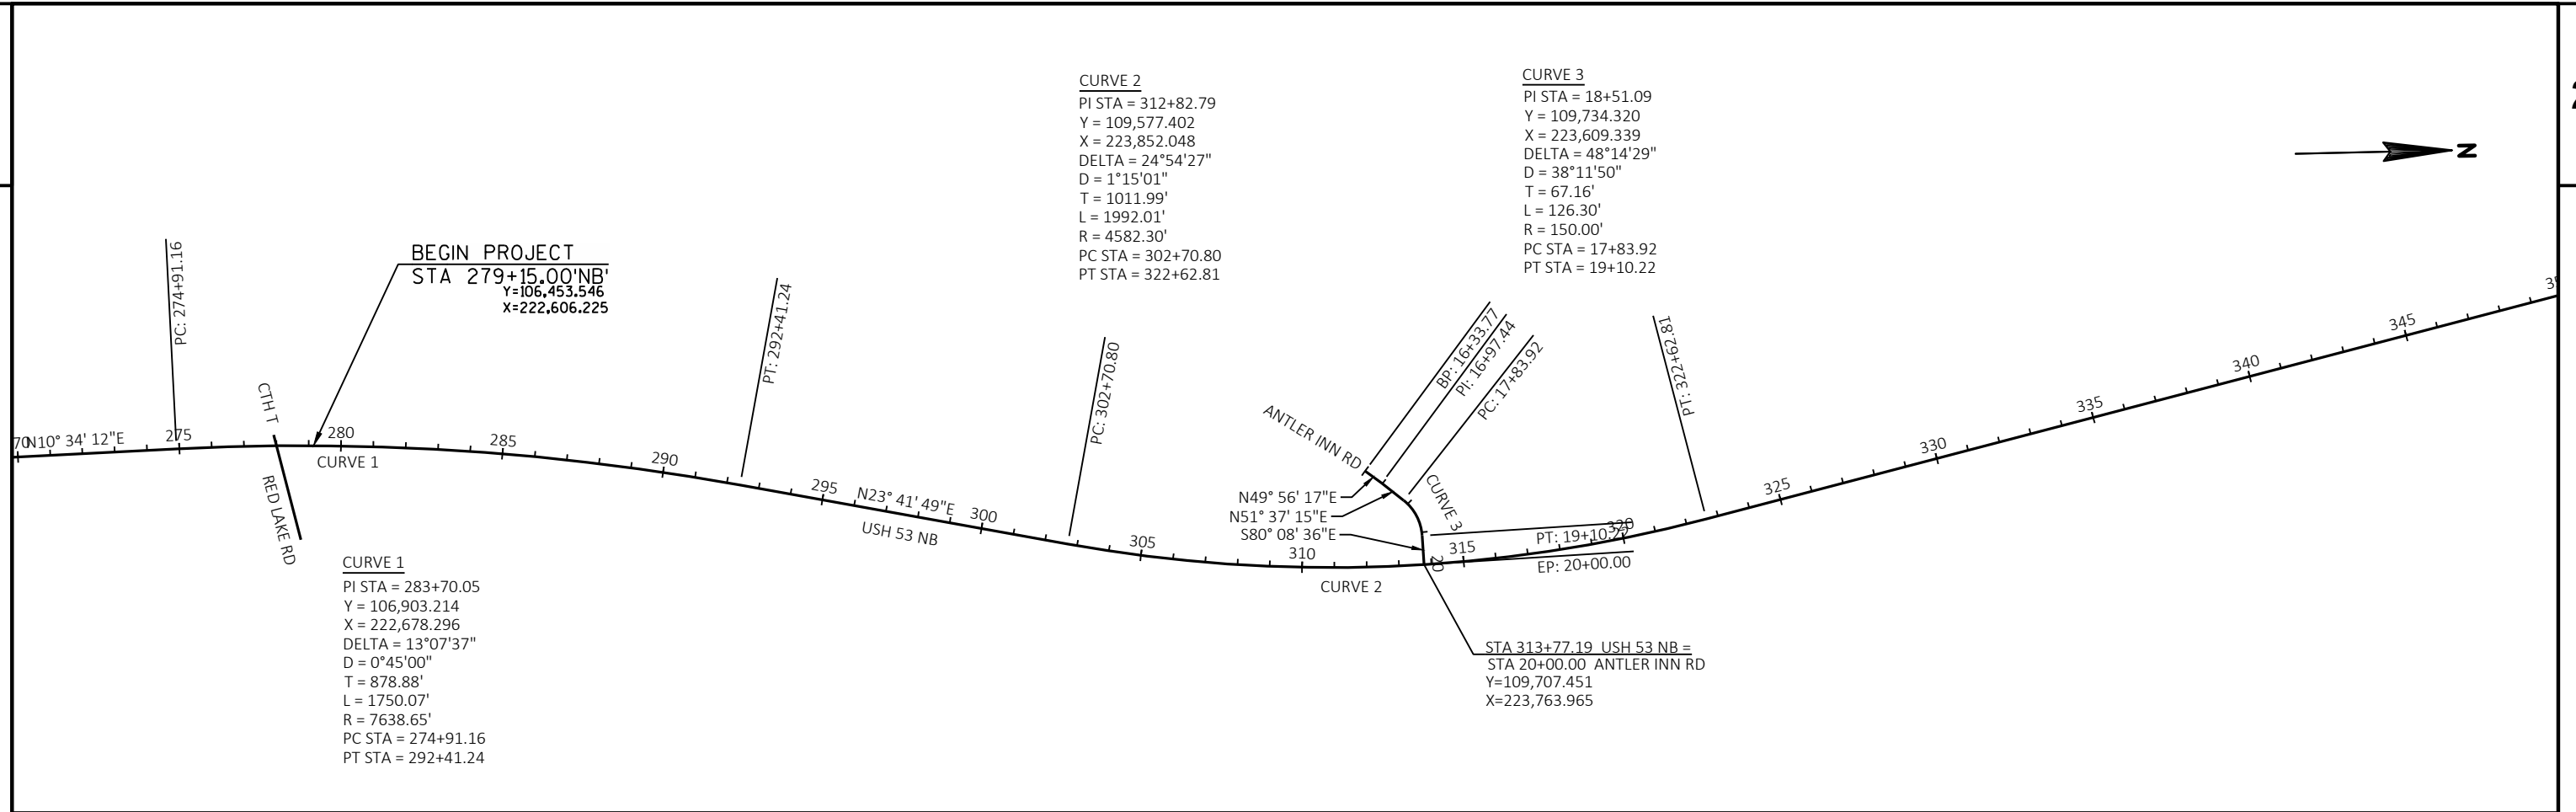 CURVE 2
PI STA = 312+82.79
Y = 109,577.402
X = 223,852.048
DELTA = 24°54'27"
D = 1°15'01"
T = 1011.99'
L = 1992.01'
R = 4582.30'
PC STA = 302+70.80
PT STA = 322+62.81
CURVE 3
PI STA = 18+51.09
Y = 109,734.320
X = 223,609.339
DELTA = 48°14'29"
D = 38°11'50"
T = 67.16'
L = 126.30'
R = 150.00'
PC STA = 17+83.92
PT STA = 19+10.22
N
BEGIN PROJECT
STA 279+15.00'NB'
Y=106,453.546
X=222,606.225
PC: 274+91.16
PT: 292+41.24
PC: 302+70.80
BP: 16+33.77
PI: 16+97.44
PC: 17+83.92
PT: 322+62.81
CTH T
RED LAKE RD
ANTLER INN RD
70
N10° 34' 12"E
275
280
285
290
295
N23° 41' 49"E
300
305
310
315
320
325
330
335
340
345
CURVE 1
USH 53 NB
CURVE 2
CURVE 3
N49° 56' 17"E
N51° 37' 15"E
S80° 08' 36"E
PT: 19+10.22
EP: 20+00.00
20
CURVE 1
PI STA = 283+70.05
Y = 106,903.214
X = 222,678.296
DELTA = 13°07'37"
D = 0°45'00"
T = 878.88'
L = 1750.07'
R = 7638.65'
PC STA = 274+91.16
PT STA = 292+41.24
STA 313+77.19 USH 53 NB =
STA 20+00.00 ANTLER INN RD
Y=109,707.451
X=223,763.965